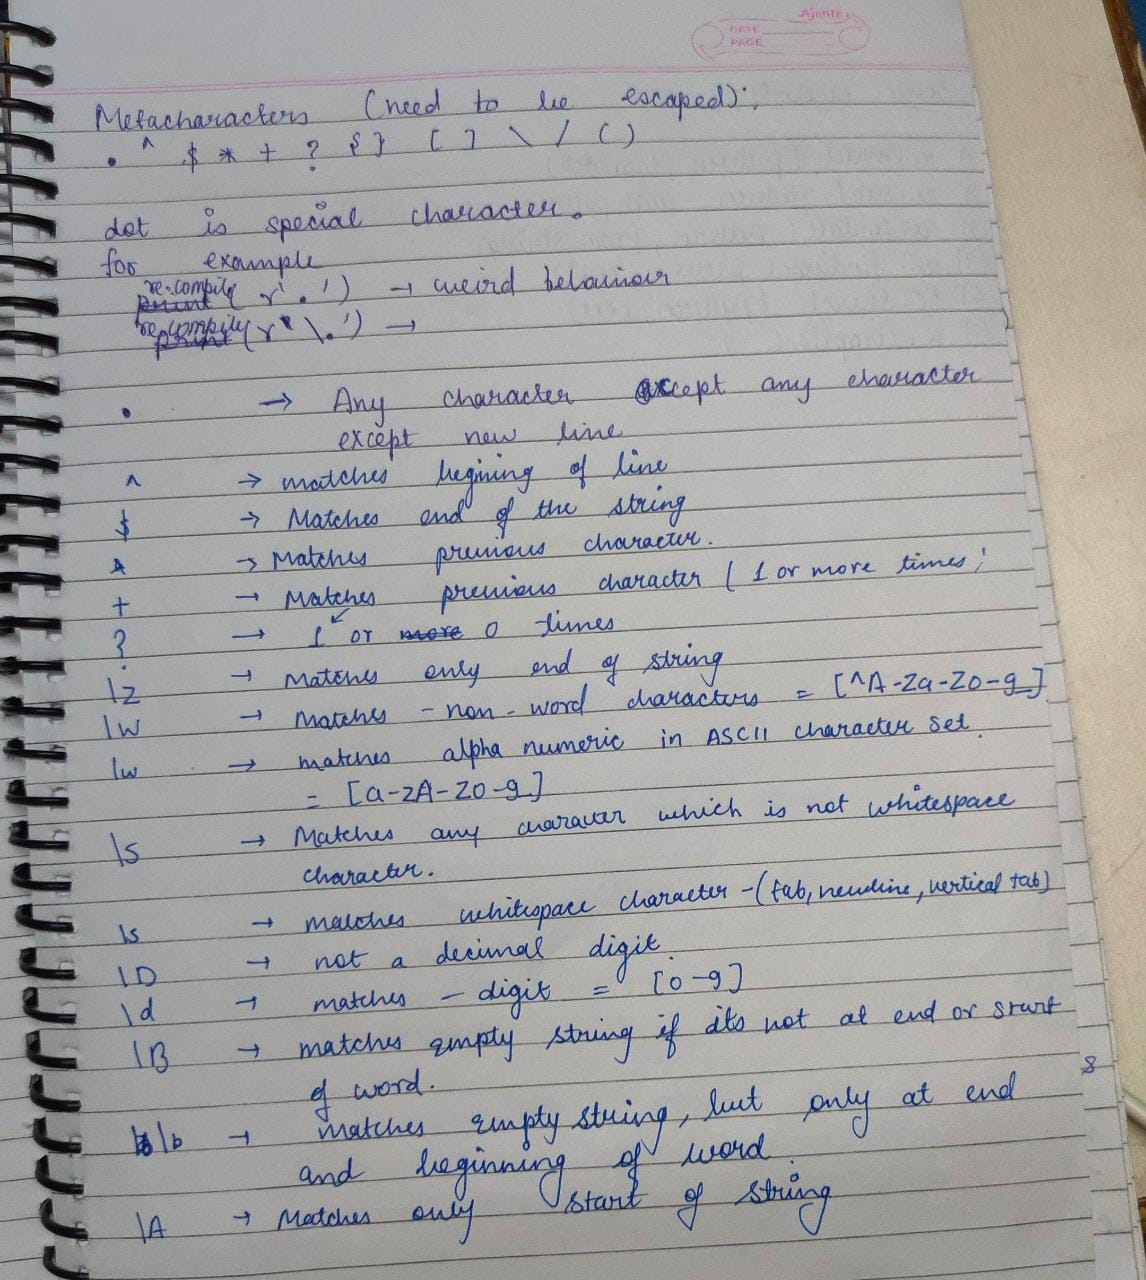 Ajanta
DATE
PAGE
Metacharacters (need to be escaped):
. ^ $ * + ? { } [ ] \ / ( )
dot is special character.
for example
re.compile
print( r'.') → weird behaviour
re.compile
print(r"\.') →
. → Any character except any character
except new line
^ → matches begining of line
$ → Matches end of the string
* → Matches previous character.
+ → Matches previous character ( 1 or more times;
? → 1 or more 0 times
\z → Matches only end of string
\W → Matches - non-word characters = [^A-Za-z0-9_]
\w → matches alpha numeric in ASCII character set.
= [a-zA-Z0-9_]
\S → Matches any character which is not whitespace
character.
\s → matches whitespace character -(tab, newline, vertical tab)
\D → not a decimal digit.
\d → matches - digit = [0-9]
\B → matches empty string if its not at end or start
of word.
\b → matches empty string, but only at end
and beginning of word.
\A → Matches only start of string
8